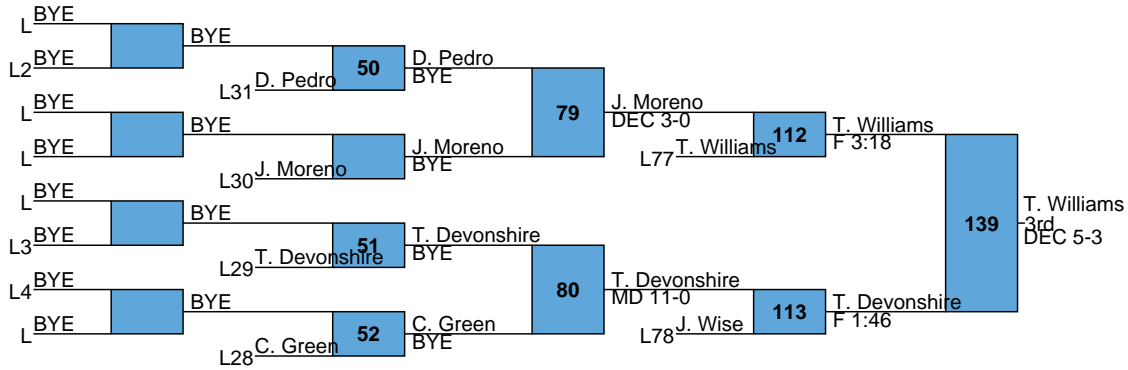 L BYE
BYE
L2 BYE
50
D. Pedro
BYE
L31 D. Pedro
79
J. Moreno
DEC 3-0
L BYE
BYE
L BYE
J. Moreno
BYE
L30 J. Moreno
L77 T. Williams
112
T. Williams
F 3:18
L BYE
BYE
L3 BYE
51
T. Devonshire
BYE
L29 T. Devonshire
80
T. Devonshire
MD 11-0
L4 BYE
BYE
L BYE
52
C. Green
BYE
L28 C. Green
L78 J. Wise
113
T. Devonshire
F 1:46
139
T. Williams
3rd
DEC 5-3